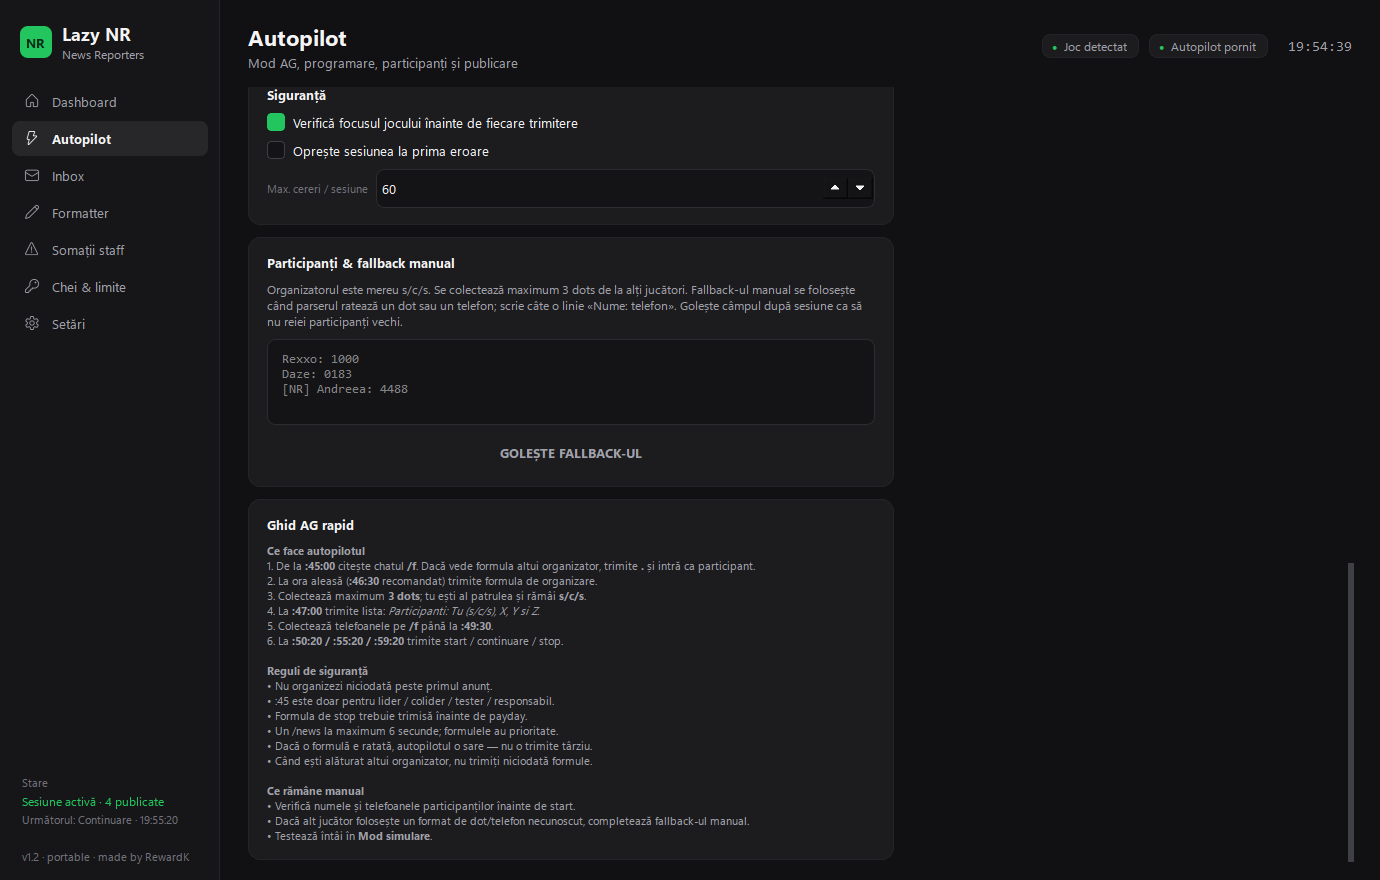 NR
Lazy NR
News Reporters
Dashboard
Autopilot
Inbox
Formatter
Somații staff
Chei & limite
Setări
Stare
Sesiune activă · 4 publicate
Următorul: Continuare · 19:55:20
v1.2 · portable · made by RewardK
Autopilot
Mod AG, programare, participanți și publicare
• Joc detectat
• Autopilot pornit
19:54:39
Siguranță
Verifică focusul jocului înainte de fiecare trimitere
Oprește sesiunea la prima eroare
Max. cereri / sesiune
60
Participanți & fallback manual
Organizatorul este mereu s/c/s. Se colectează maximum 3 dots de la alți jucători. Fallback-ul manual se folosește
când parserul ratează un dot sau un telefon; scrie câte o linie «Nume: telefon». Golește câmpul după sesiune ca să
nu reiei participanți vechi.
Rexxo: 1000
Daze: 0183
[NR] Andreea: 4488
GOLEȘTE FALLBACK-UL
Ghid AG rapid
Ce face autopilotul
1. De la :45:00 citește chatul /f. Dacă vede formula altui organizator, trimite . și intră ca participant.
2. La ora aleasă (:46:30 recomandat) trimite formula de organizare.
3. Colectează maximum 3 dots; tu ești al patrulea și rămâi s/c/s.
4. La :47:00 trimite lista: Participanti: Tu (s/c/s), X, Y si Z.
5. Colectează telefoanele pe /f până la :49:30.
6. La :50:20 / :55:20 / :59:20 trimite start / continuare / stop.
Reguli de siguranță
• Nu organizezi niciodată peste primul anunț.
• :45 este doar pentru lider / colider / tester / responsabil.
• Formula de stop trebuie trimisă înainte de payday.
• Un /news la maximum 6 secunde; formulele au prioritate.
• Dacă o formulă e ratată, autopilotul o sare — nu o trimite târziu.
• Când ești alăturat altui organizator, nu trimiți niciodată formule.
Ce rămâne manual
• Verifică numele și telefoanele participanților înainte de start.
• Dacă alt jucător folosește un format de dot/telefon necunoscut, completează fallback-ul manual.
• Testează întâi în Mod simulare.